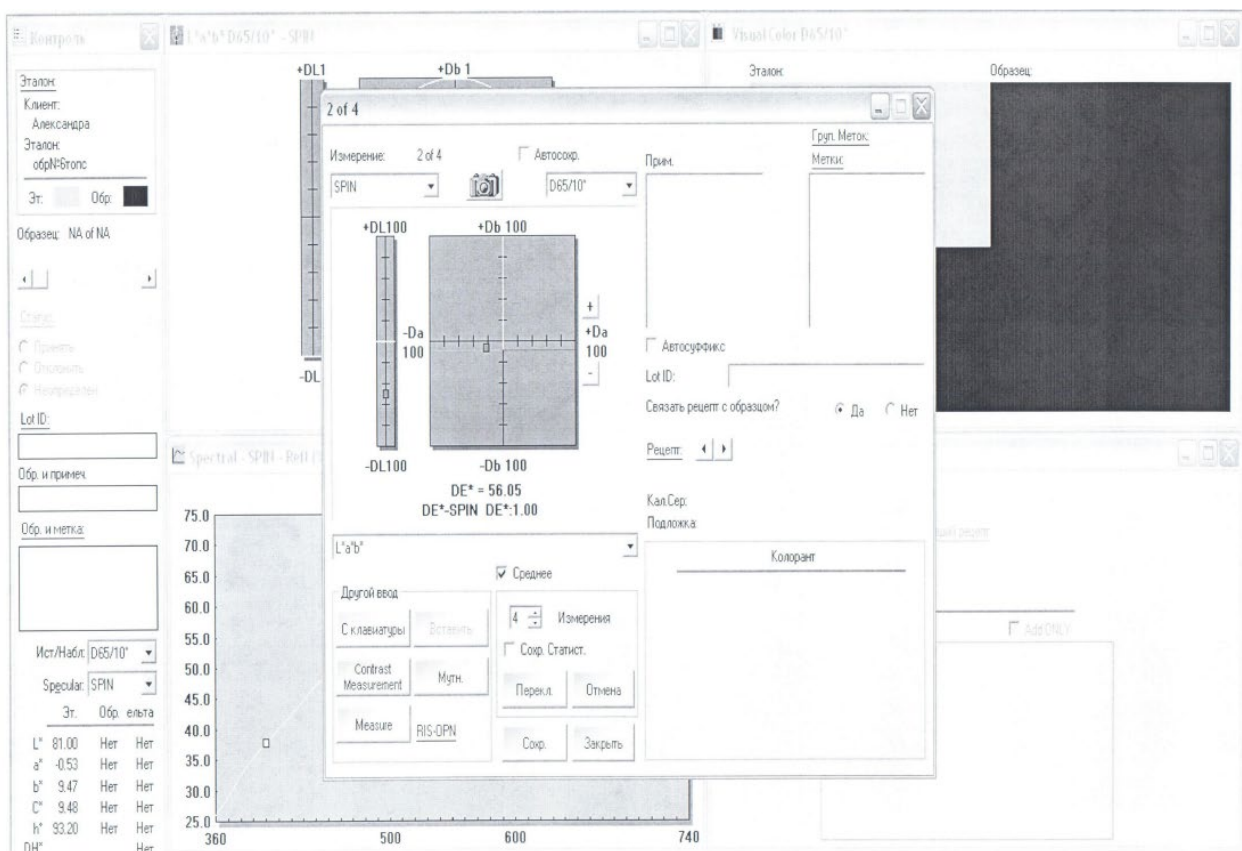 Контроль
Эталон:
Клиент:
Александра
Эталон:
обр№6топс
Эт: Обр:
Образец: NA of NA
Статус:
Принять
Отклонить
Неопределен
Lot ID:
Обр. и примеч.
Обр. и метка:
Ист/Набл: D65/10°
Specular: SPIN
Эт. Обр. ельта
L* 81.00 Нет Нет
a* -0.53 Нет Нет
b* 9.47 Нет Нет
C* 9.48 Нет Нет
h* 93.20 Нет Нет
DH* Нет
L*a*b* D65/10° - SPIN
+DL1 +Db 1
-DL
Spectral - SPIN - Refl (%
75.0
70.0
65.0
60.0
55.0
50.0
45.0
40.0
35.0
30.0
25.0
360 500 600 740
2 of 4
Измерение: 2 of 4
Автосохр.
SPIN D65/10°
+DL100 +Db 100
-Da 100
+
+Da 100
-
-DL100 -Db 100
DE* = 56.05
DE*-SPIN DE*:1.00
L*a*b*
Среднее
Другой ввод
С клавиатуры Вставить
Contrast Measurement Мутн.
Measure RIS-OPN
4 Измерения
Сохр. Статист.
Перекл. Отмена
Сохр. Закрыть
Груп. Меток:
Прим. Метки:
Автосуффикс
Lot ID:
Связать рецепт с образцом? Да Нет
Рецепт:
Кал.Сер:
Подложка:
Колорант
Visual Color D65/10°
Эталон: Образец:
рецепт
Add ONLY